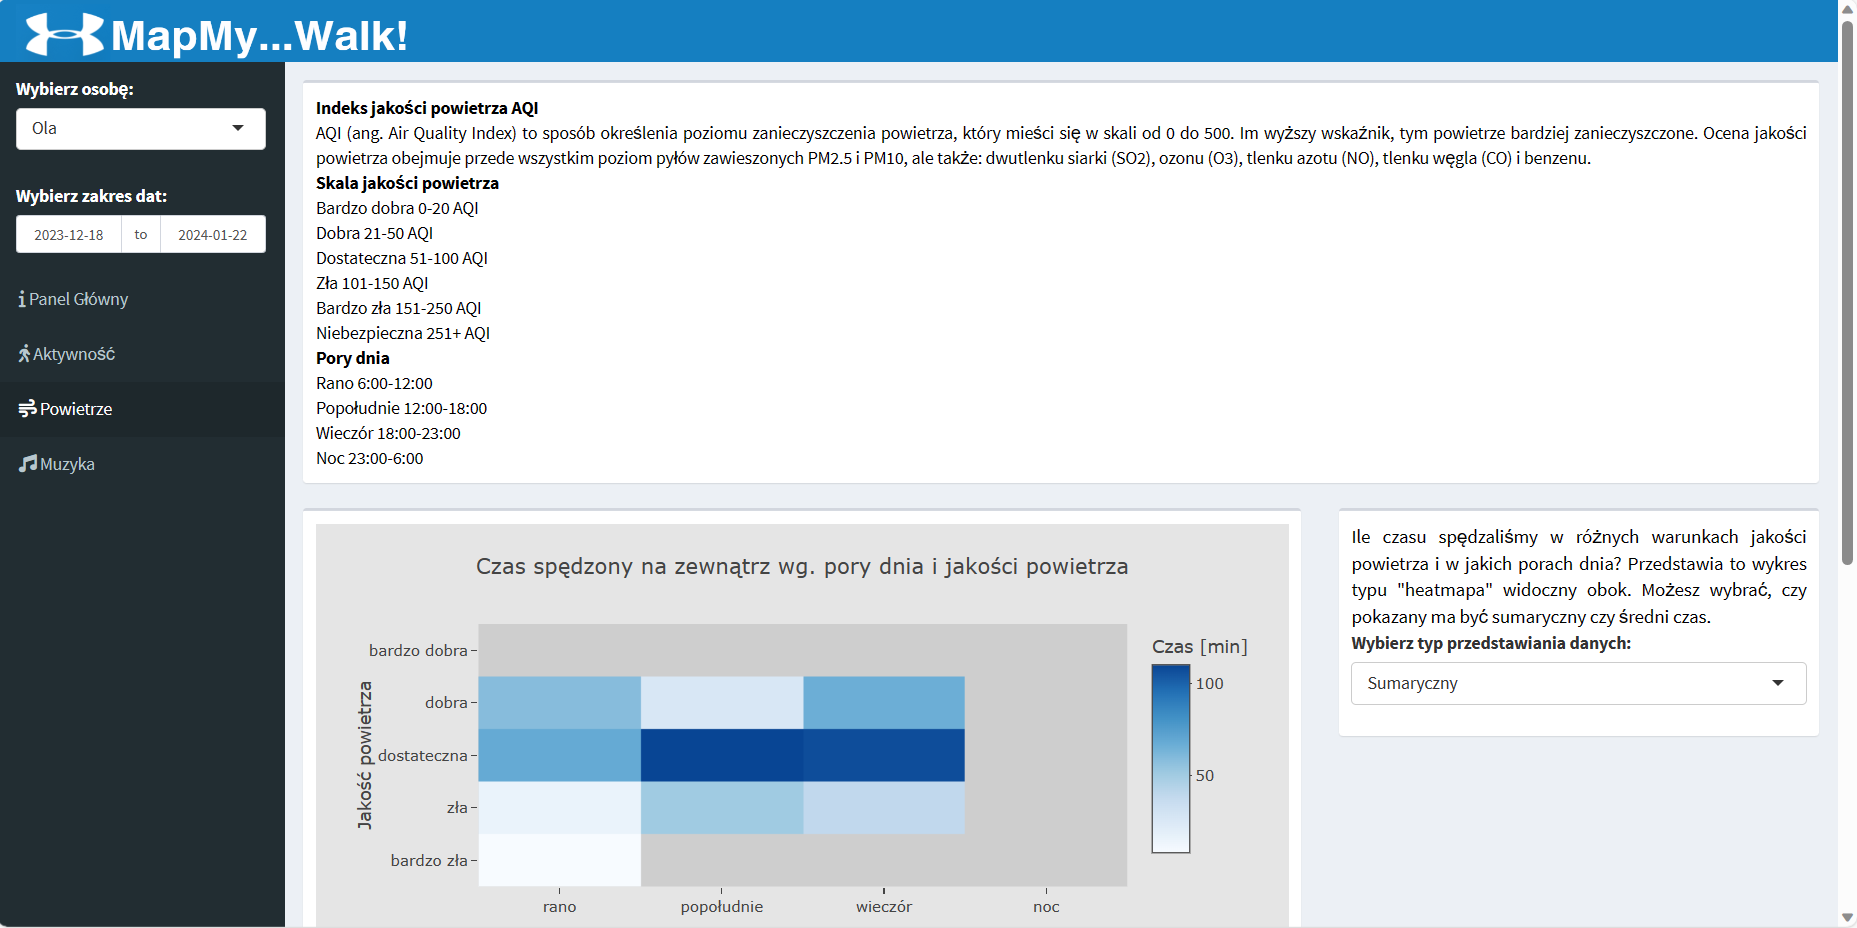 MapMy...Walk!
Wybierz osobę:
Ola
Wybierz zakres dat:
2023-12-18 to 2024-01-22
Panel Główny
Aktywność
Powietrze
Muzyka
Indeks jakości powietrza AQI
AQI (ang. Air Quality Index) to sposób określenia poziomu zanieczyszczenia powietrza, który mieści się w skali od 0 do 500. Im wyższy wskaźnik, tym powietrze bardziej zanieczyszczone. Ocena jakości
powietrza obejmuje przede wszystkim poziom pyłów zawieszonych PM2.5 i PM10, ale także: dwutlenku siarki (SO2), ozonu (O3), tlenku azotu (NO), tlenku węgla (CO) i benzenu.
Skala jakości powietrza
Bardzo dobra 0-20 AQI
Dobra 21-50 AQI
Dostateczna 51-100 AQI
Zła 101-150 AQI
Bardzo zła 151-250 AQI
Niebezpieczna 251+ AQI
Pory dnia
Rano 6:00-12:00
Popołudnie 12:00-18:00
Wieczór 18:00-23:00
Noc 23:00-6:00
Czas spędzony na zewnątrz wg. pory dnia i jakości powietrza
Jakość powietrza
bardzo dobra
dobra
dostateczna
zła
bardzo zła
rano popołudnie wieczór noc
Czas [min]
100
50
Ile czasu spędzaliśmy w różnych warunkach jakości
powietrza i w jakich porach dnia? Przedstawia to wykres
typu "heatmapa" widoczny obok. Możesz wybrać, czy
pokazany ma być sumaryczny czy średni czas.
Wybierz typ przedstawiania danych:
Sumaryczny